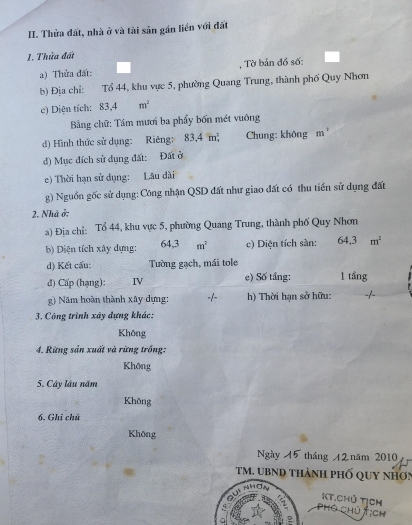 II. Thửa đất, nhà ở và tài sản gắn liền với đất
1. Thửa đất
a) Thửa đất: , Tờ bản đồ số:
b) Địa chỉ: Tổ 44, khu vực 5, phường Quang Trung, thành phố Quy Nhơn
c) Diện tích: 83,4 m²
Bằng chữ: Tám mươi ba phẩy bốn mét vuông
d) Hình thức sử dụng: Riêng: 83,4 m²; Chung: không m²
đ) Mục đích sử dụng đất: Đất ở
e) Thời hạn sử dụng: Lâu dài
g) Nguồn gốc sử dụng: Công nhận QSD đất như giao đất có thu tiền sử dụng đất
2. Nhà ở:
a) Địa chỉ: Tổ 44, khu vực 5, phường Quang Trung, thành phố Quy Nhơn
b) Diện tích xây dựng: 64,3 m² c) Diện tích sàn: 64,3 m²
d) Kết cấu: Tường gạch, mái tole
đ) Cấp (hạng): IV e) Số tầng: 1 tầng
g) Năm hoàn thành xây dựng: -/- h) Thời hạn sở hữu: -/-
3. Công trình xây dựng khác:
Không
4. Rừng sản xuất và rừng trồng:
Không
5. Cây lâu năm
Không
6. Ghi chú
Không
Ngày 15 tháng 12 năm 2010
TM. UBND THÀNH PHỐ QUY NHƠN
KT.CHỦ TỊCH
PHÓ CHỦ TỊCH
QUI NHƠN